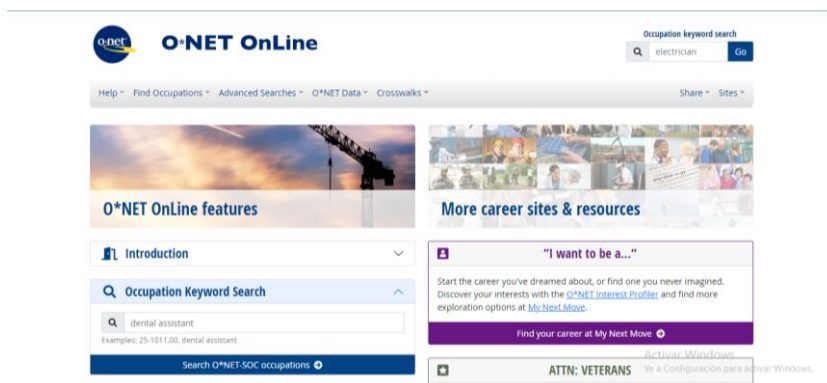 o·net
O*NET OnLine
Occupation keyword search
electrician
Go
Help
Find Occupations
Advanced Searches
O*NET Data
Crosswalks
Share
Sites
O*NET OnLine features
More career sites & resources
Introduction
Occupation Keyword Search
dental assistant
Examples: 25-1011.00, dental assistant
Search O*NET-SOC occupations
"I want to be a..."
Start the career you've dreamed about, or find one you never imagined.
Discover your interests with the O*NET Interest Profiler and find more
exploration options at My Next Move.
Find your career at My Next Move
ATTN: VETERANS
Activar Windows
Ve a Configuración para activar Windows.